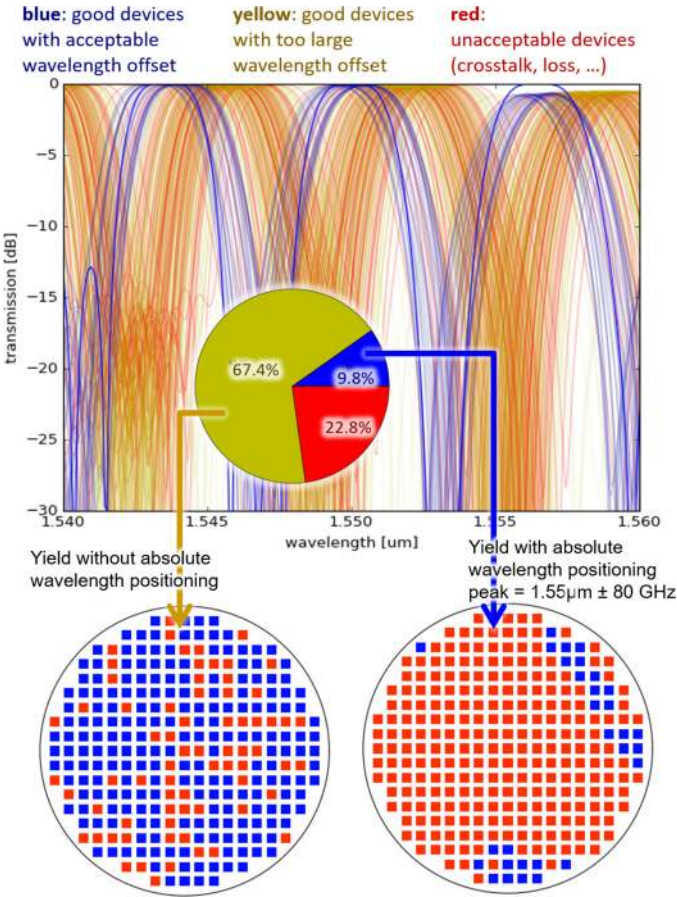 blue: good devices
with acceptable
wavelength offset
yellow: good devices
with too large
wavelength offset
red:
unacceptable devices
(crosstalk, loss, ...)
transmission [dB]
0
−5
−10
−15
−20
−25
−30
67.4%
9.8%
22.8%
1.540
1.545
1.550
1.555
1.560
wavelength [um]
Yield without absolute
wavelength positioning
Yield with absolute
wavelength positioning
peak = 1.55µm ± 80 GHz